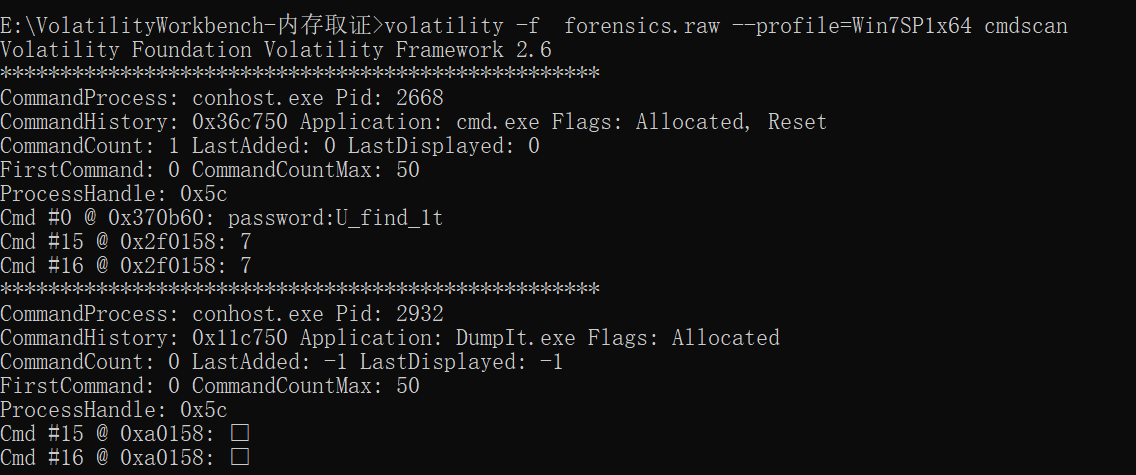 E:\VolatilityWorkbench-内存取证>volatility -f  forensics.raw --profile=Win7SP1x64 cmdscan
Volatility Foundation Volatility Framework 2.6
**************************************************
CommandProcess: conhost.exe Pid: 2668
CommandHistory: 0x36c750 Application: cmd.exe Flags: Allocated, Reset
CommandCount: 1 LastAdded: 0 LastDisplayed: 0
FirstCommand: 0 CommandCountMax: 50
ProcessHandle: 0x5c
Cmd #0 @ 0x370b60: password:U_find_1t
Cmd #15 @ 0x2f0158: 7
Cmd #16 @ 0x2f0158: 7
**************************************************
CommandProcess: conhost.exe Pid: 2932
CommandHistory: 0x11c750 Application: DumpIt.exe Flags: Allocated
CommandCount: 0 LastAdded: -1 LastDisplayed: -1
FirstCommand: 0 CommandCountMax: 50
ProcessHandle: 0x5c
Cmd #15 @ 0xa0158: □
Cmd #16 @ 0xa0158: □